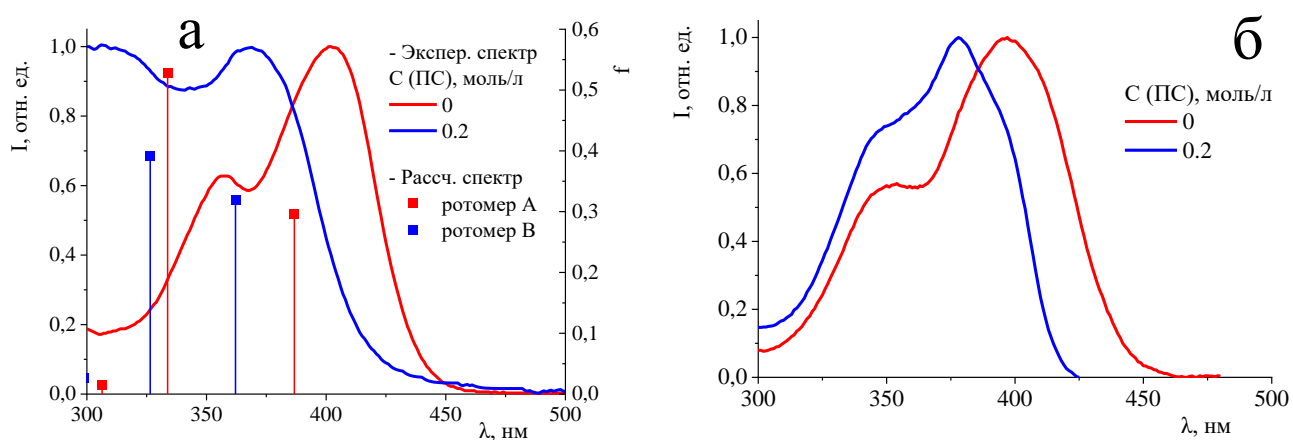 а
I, отн. ед.
1,0
0,8
0,6
0,4
0,2
0,0
300
350
400
450
500
λ, нм
f
0,6
0,5
0,4
0,3
0,2
0,1
0,0
- Экспер. спектр
С (ПС), моль/л
0
0.2
- Рассч. спектр
ротомер А
ротомер В
б
I, отн. ед.
1,0
0,8
0,6
0,4
0,2
0,0
300
350
400
450
500
λ, нм
С (ПС), моль/л
0
0.2